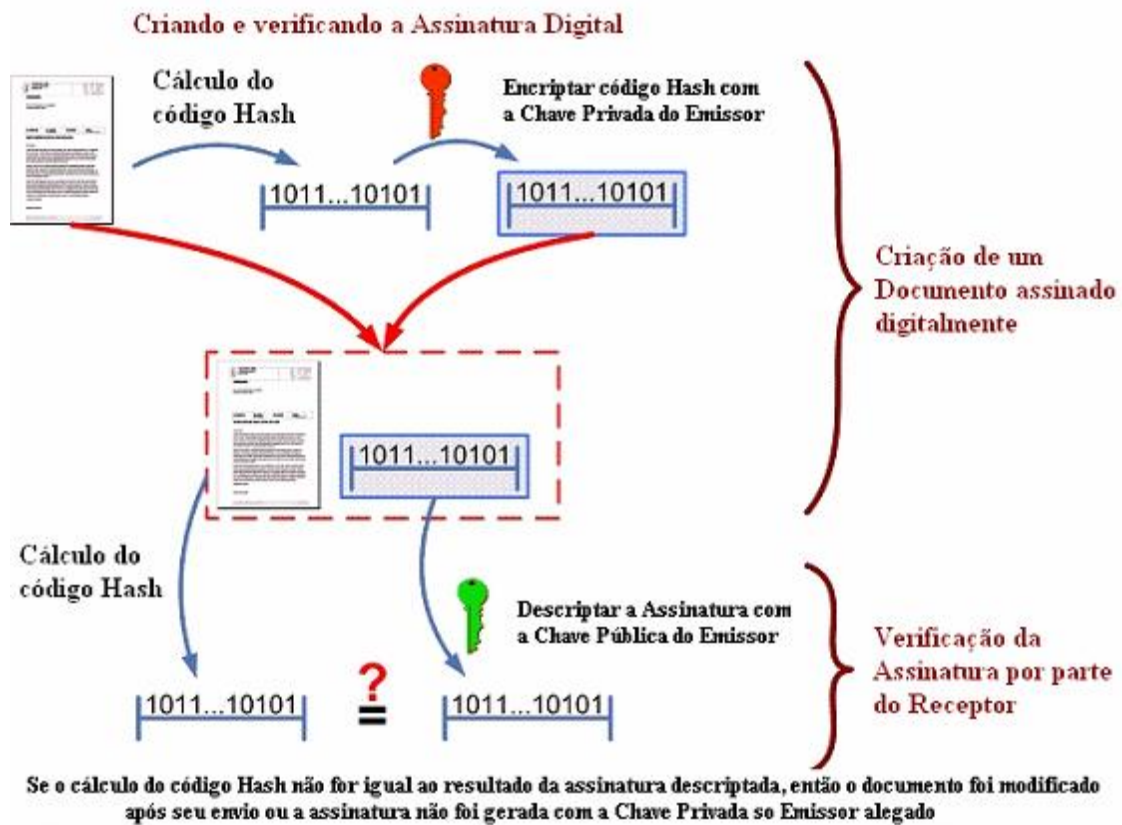 Criando e verificando a Assinatura Digital
Cálculo do
código Hash
Encriptar código Hash com
a Chave Privada do Emissor
1011...10101
1011...10101
Criação de um
Documento assinado
digitalmente
1011...10101
Cálculo do
código Hash
Descriptar a Assinatura com
a Chave Pública do Emissor
Verificação da
Assinatura por parte
do Receptor
1011...10101
?
=
1011...10101
Se o cálculo do código Hash não for igual ao resultado da assinatura descriptada, então o documento foi modificado
após seu envio ou a assinatura não foi gerada com a Chave Privada so Emissor alegado